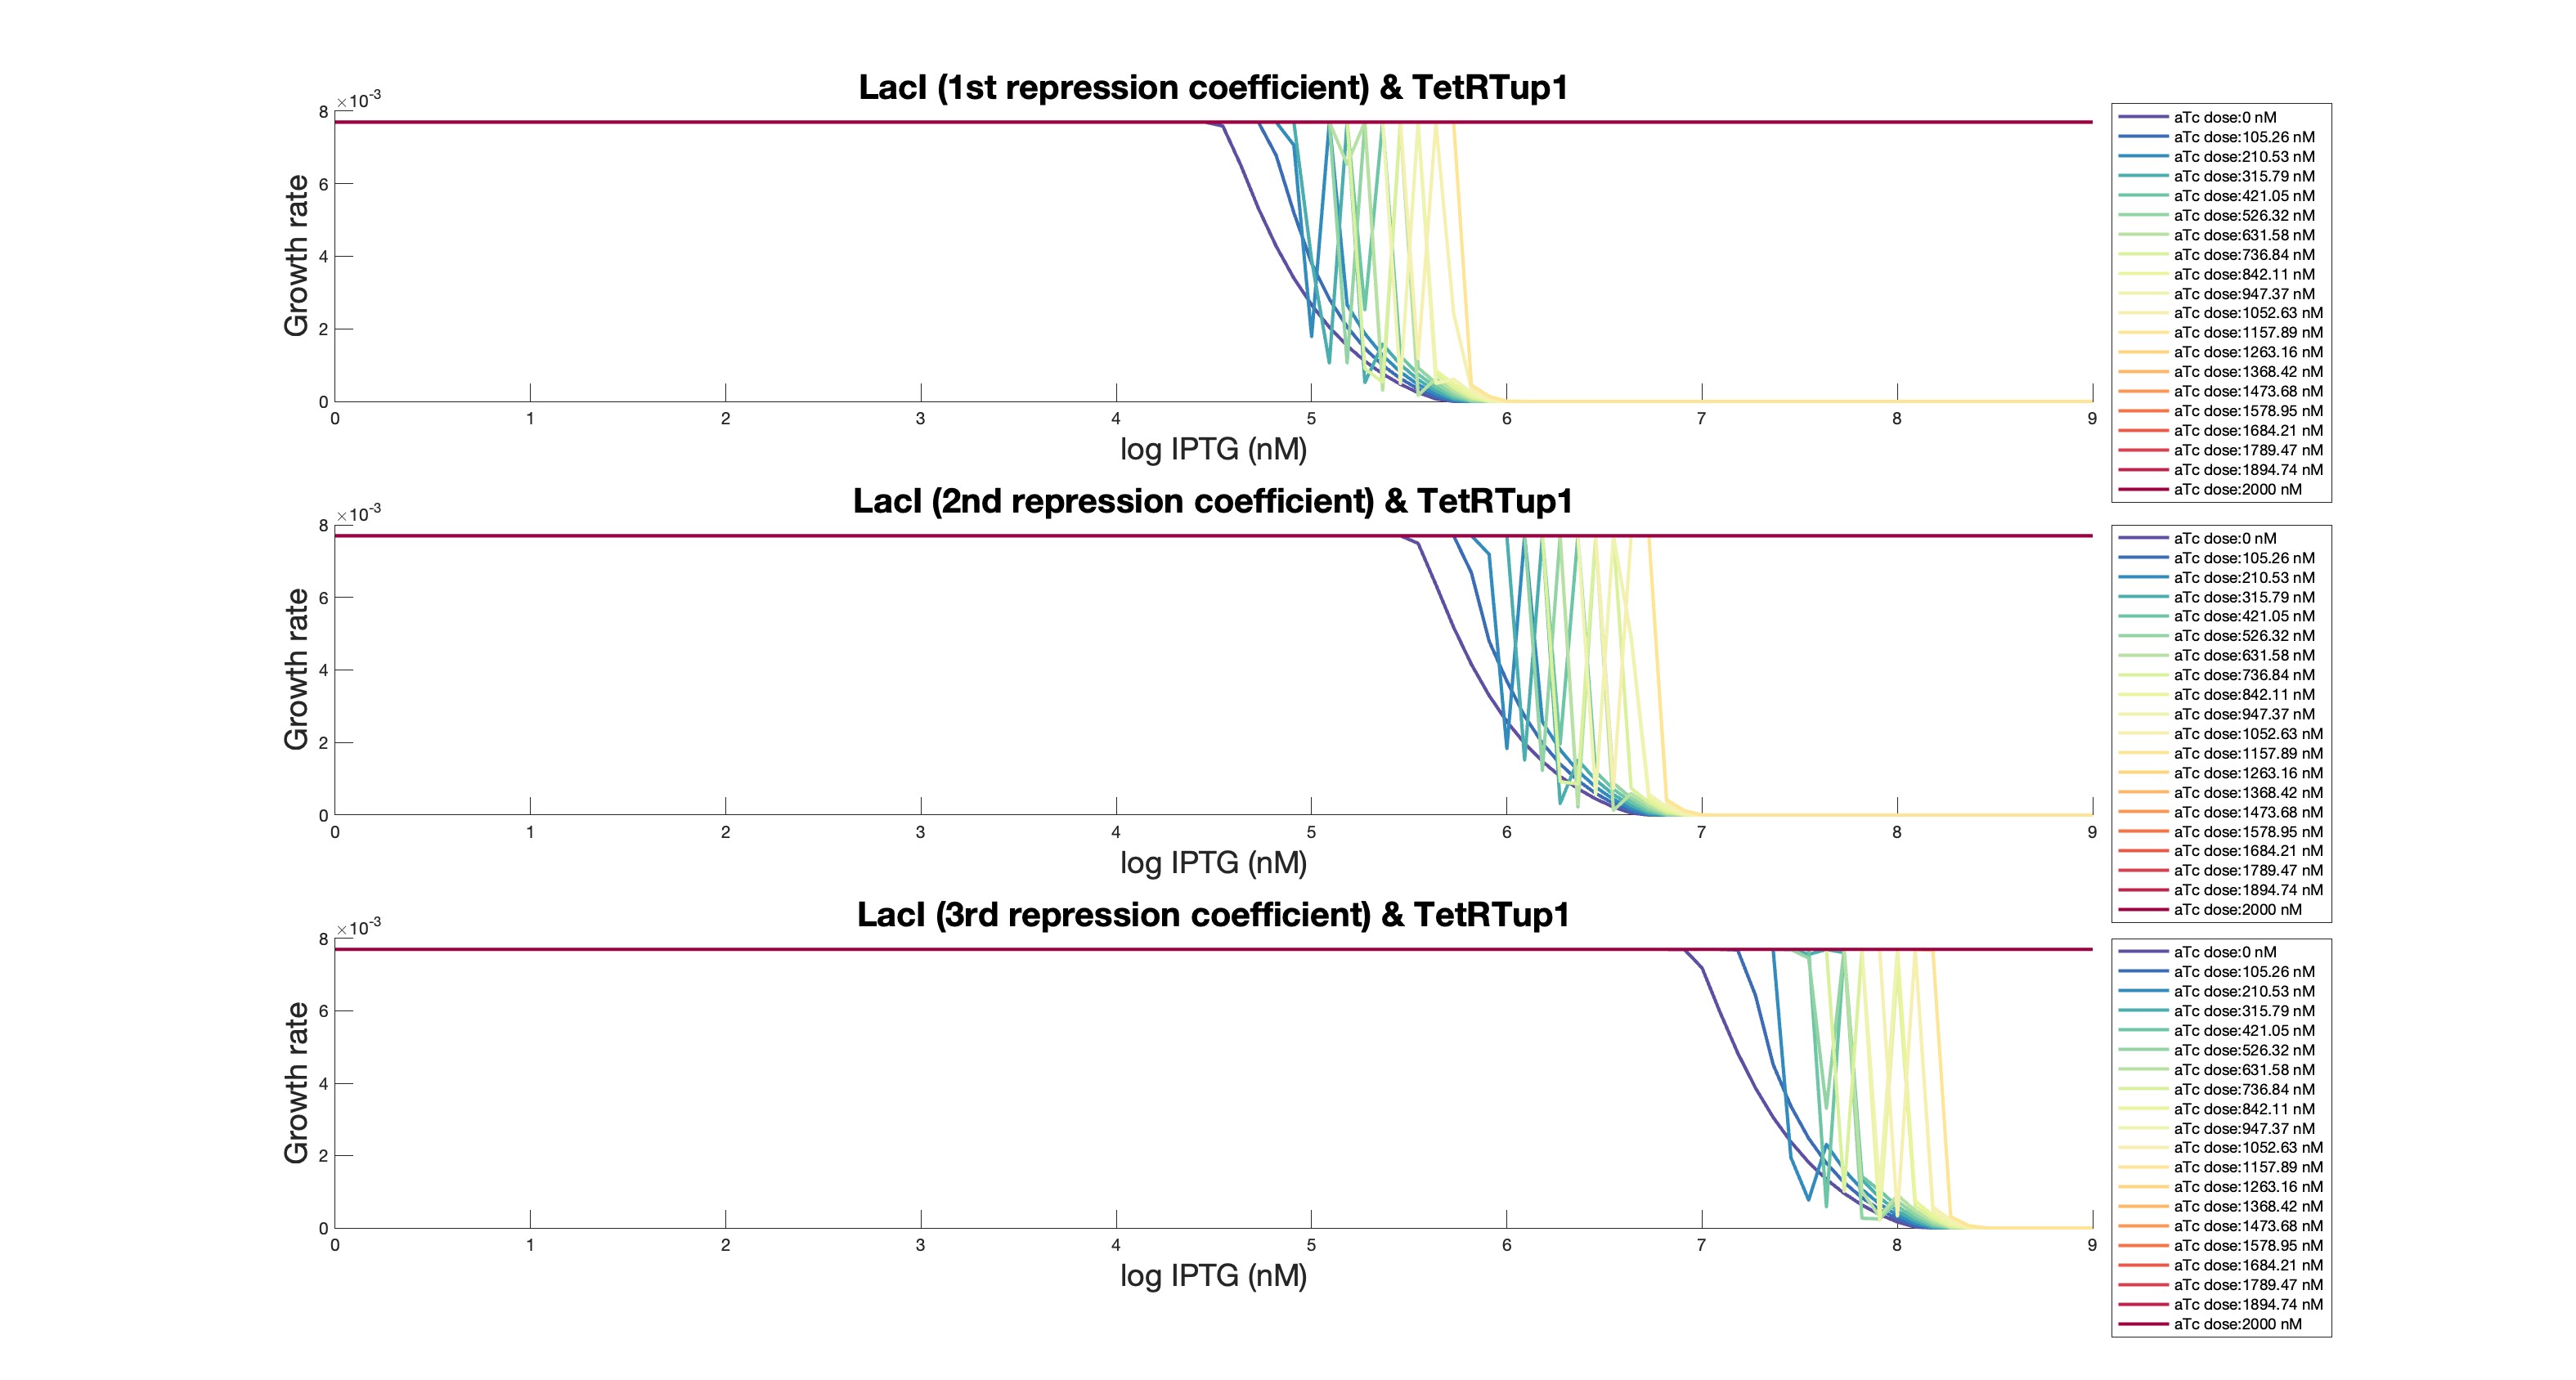 LacI (1st repression coefficient) & TetRTup1
×10-3
8
6
4
2
0
Growth rate
0 1 2 3 4 5 6 7 8 9
log IPTG (nM)
aTc dose:0 nM
aTc dose:105.26 nM
aTc dose:210.53 nM
aTc dose:315.79 nM
aTc dose:421.05 nM
aTc dose:526.32 nM
aTc dose:631.58 nM
aTc dose:736.84 nM
aTc dose:842.11 nM
aTc dose:947.37 nM
aTc dose:1052.63 nM
aTc dose:1157.89 nM
aTc dose:1263.16 nM
aTc dose:1368.42 nM
aTc dose:1473.68 nM
aTc dose:1578.95 nM
aTc dose:1684.21 nM
aTc dose:1789.47 nM
aTc dose:1894.74 nM
aTc dose:2000 nM
LacI (2nd repression coefficient) & TetRTup1
×10-3
8
6
4
2
0
Growth rate
0 1 2 3 4 5 6 7 8 9
log IPTG (nM)
aTc dose:0 nM
aTc dose:105.26 nM
aTc dose:210.53 nM
aTc dose:315.79 nM
aTc dose:421.05 nM
aTc dose:526.32 nM
aTc dose:631.58 nM
aTc dose:736.84 nM
aTc dose:842.11 nM
aTc dose:947.37 nM
aTc dose:1052.63 nM
aTc dose:1157.89 nM
aTc dose:1263.16 nM
aTc dose:1368.42 nM
aTc dose:1473.68 nM
aTc dose:1578.95 nM
aTc dose:1684.21 nM
aTc dose:1789.47 nM
aTc dose:1894.74 nM
aTc dose:2000 nM
LacI (3rd repression coefficient) & TetRTup1
×10-3
8
6
4
2
0
Growth rate
0 1 2 3 4 5 6 7 8 9
log IPTG (nM)
aTc dose:0 nM
aTc dose:105.26 nM
aTc dose:210.53 nM
aTc dose:315.79 nM
aTc dose:421.05 nM
aTc dose:526.32 nM
aTc dose:631.58 nM
aTc dose:736.84 nM
aTc dose:842.11 nM
aTc dose:947.37 nM
aTc dose:1052.63 nM
aTc dose:1157.89 nM
aTc dose:1263.16 nM
aTc dose:1368.42 nM
aTc dose:1473.68 nM
aTc dose:1578.95 nM
aTc dose:1684.21 nM
aTc dose:1789.47 nM
aTc dose:1894.74 nM
aTc dose:2000 nM